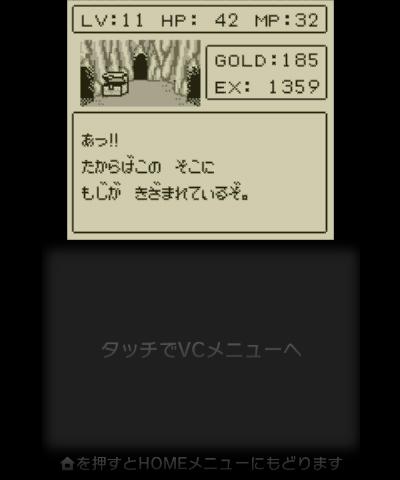 LV:11 HP: 42 MP:32
GOLD:185
EX: 1359
あっ!!
たからばこの そこに
もじが きざまれているぞ。
タッチでVCメニューへ
を押すとHOMEメニューにもどります